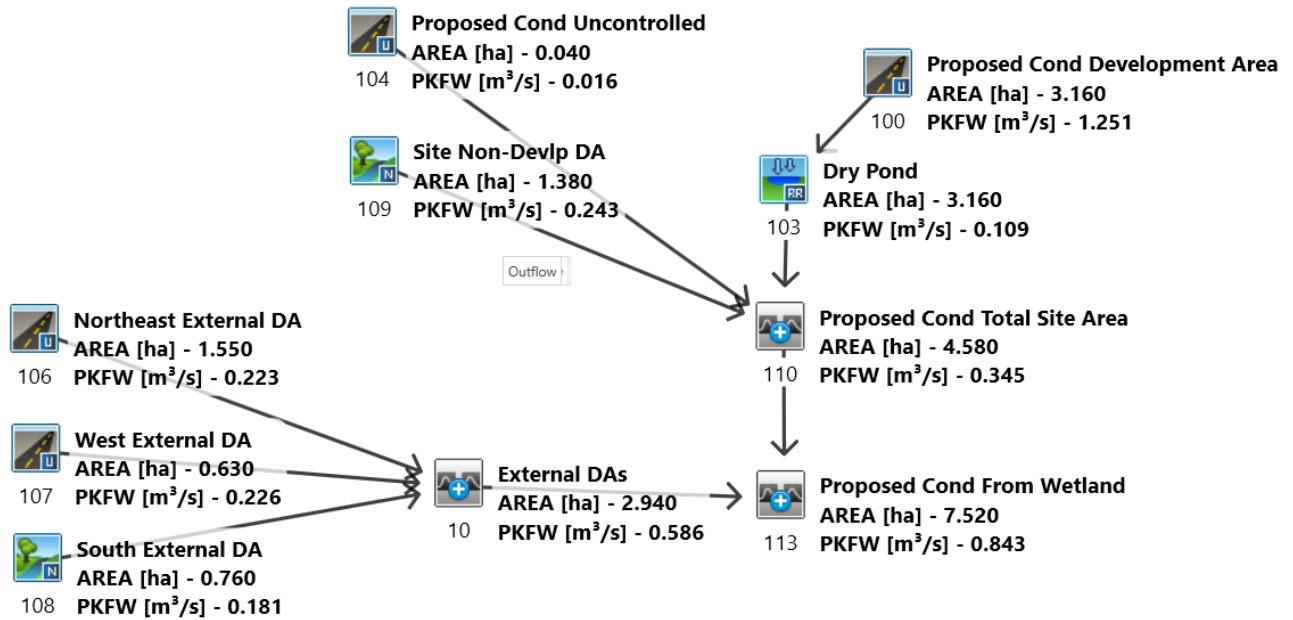 Proposed Cond Uncontrolled
AREA [ha] - 0.040
PKFW [m³/s] - 0.016
U
104
Proposed Cond Development Area
AREA [ha] - 3.160
PKFW [m³/s] - 1.251
U
100
Site Non-Devlp DA
AREA [ha] - 1.380
PKFW [m³/s] - 0.243
N
109
Dry Pond
AREA [ha] - 3.160
PKFW [m³/s] - 0.109
RR
103
Outflow
Northeast External DA
AREA [ha] - 1.550
PKFW [m³/s] - 0.223
U
106
Proposed Cond Total Site Area
AREA [ha] - 4.580
PKFW [m³/s] - 0.345
110
West External DA
AREA [ha] - 0.630
PKFW [m³/s] - 0.226
U
107
External DAs
AREA [ha] - 2.940
PKFW [m³/s] - 0.586
10
Proposed Cond From Wetland
AREA [ha] - 7.520
PKFW [m³/s] - 0.843
113
South External DA
AREA [ha] - 0.760
PKFW [m³/s] - 0.181
N
108